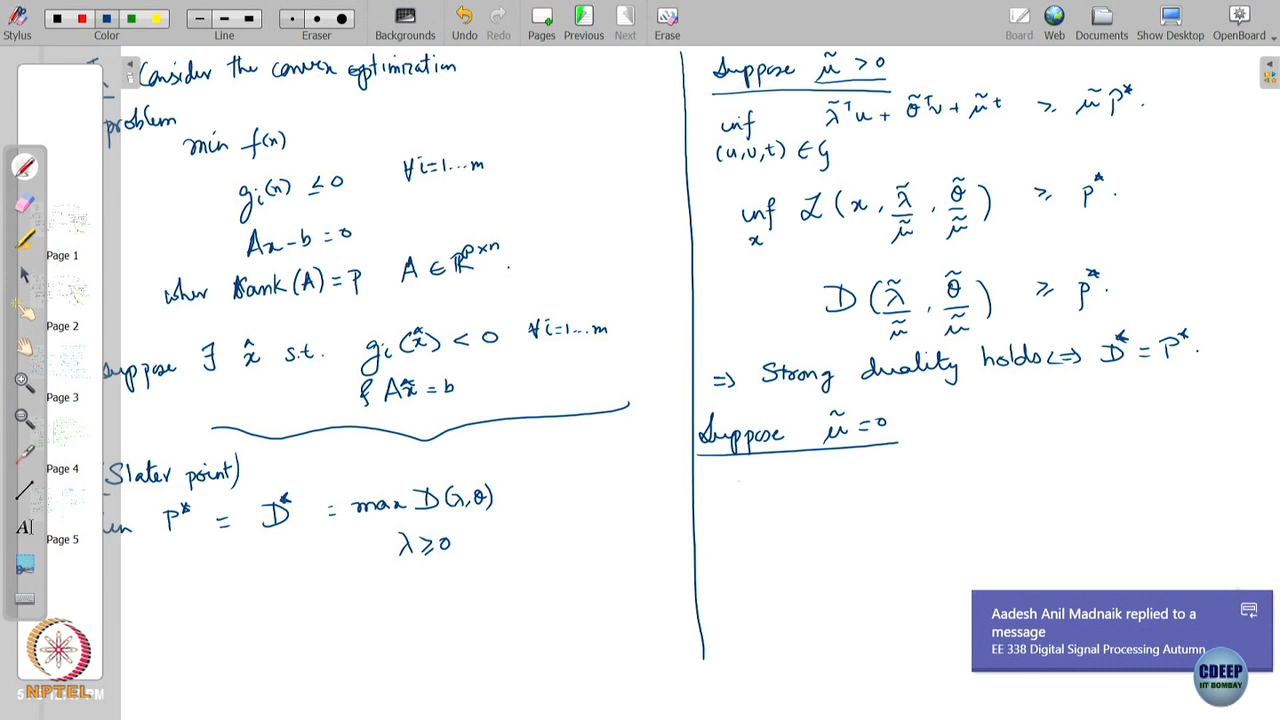 Stylus
Color
Line
Eraser
Backgrounds
Undo
Redo
Pages
Previous
Next
Erase
Board
Web
Documents
Show Desktop
OpenBoard
Page 1
Page 2
Page 3
Page 4
Page 5
Consider the convex optimization
problem
min f(x)
g_i(x) ≤ 0 ∀i=1...m
Ax-b=0
where Rank(A) = P A ∈ ℝ^{P×n}.
suppose ∃ x̂ s.t. g_i(x̂) < 0 ∀i=1...m
& Ax̂ = b
(Slater point)
P* = D* = max D(λ,θ)
λ ≥ 0
Suppose μ̃ > 0
inf λ̃ᵀu + θ̃ᵀv + μ̃t ≥ μ̃P*.
(u,v,t) ∈ G
inf L(x, λ̃/μ̃, θ̃/μ̃) ≥ P*.
x
D(λ̃/μ̃, θ̃/μ̃) ≥ P*.
⇒ Strong duality holds ⇔ D* = P*.
Suppose μ̃ = 0
Aadesh Anil Madnaik replied to a
message
EE 338 Digital Signal Processing Autumn
NPTEL
CDEEP
IIT BOMBAY